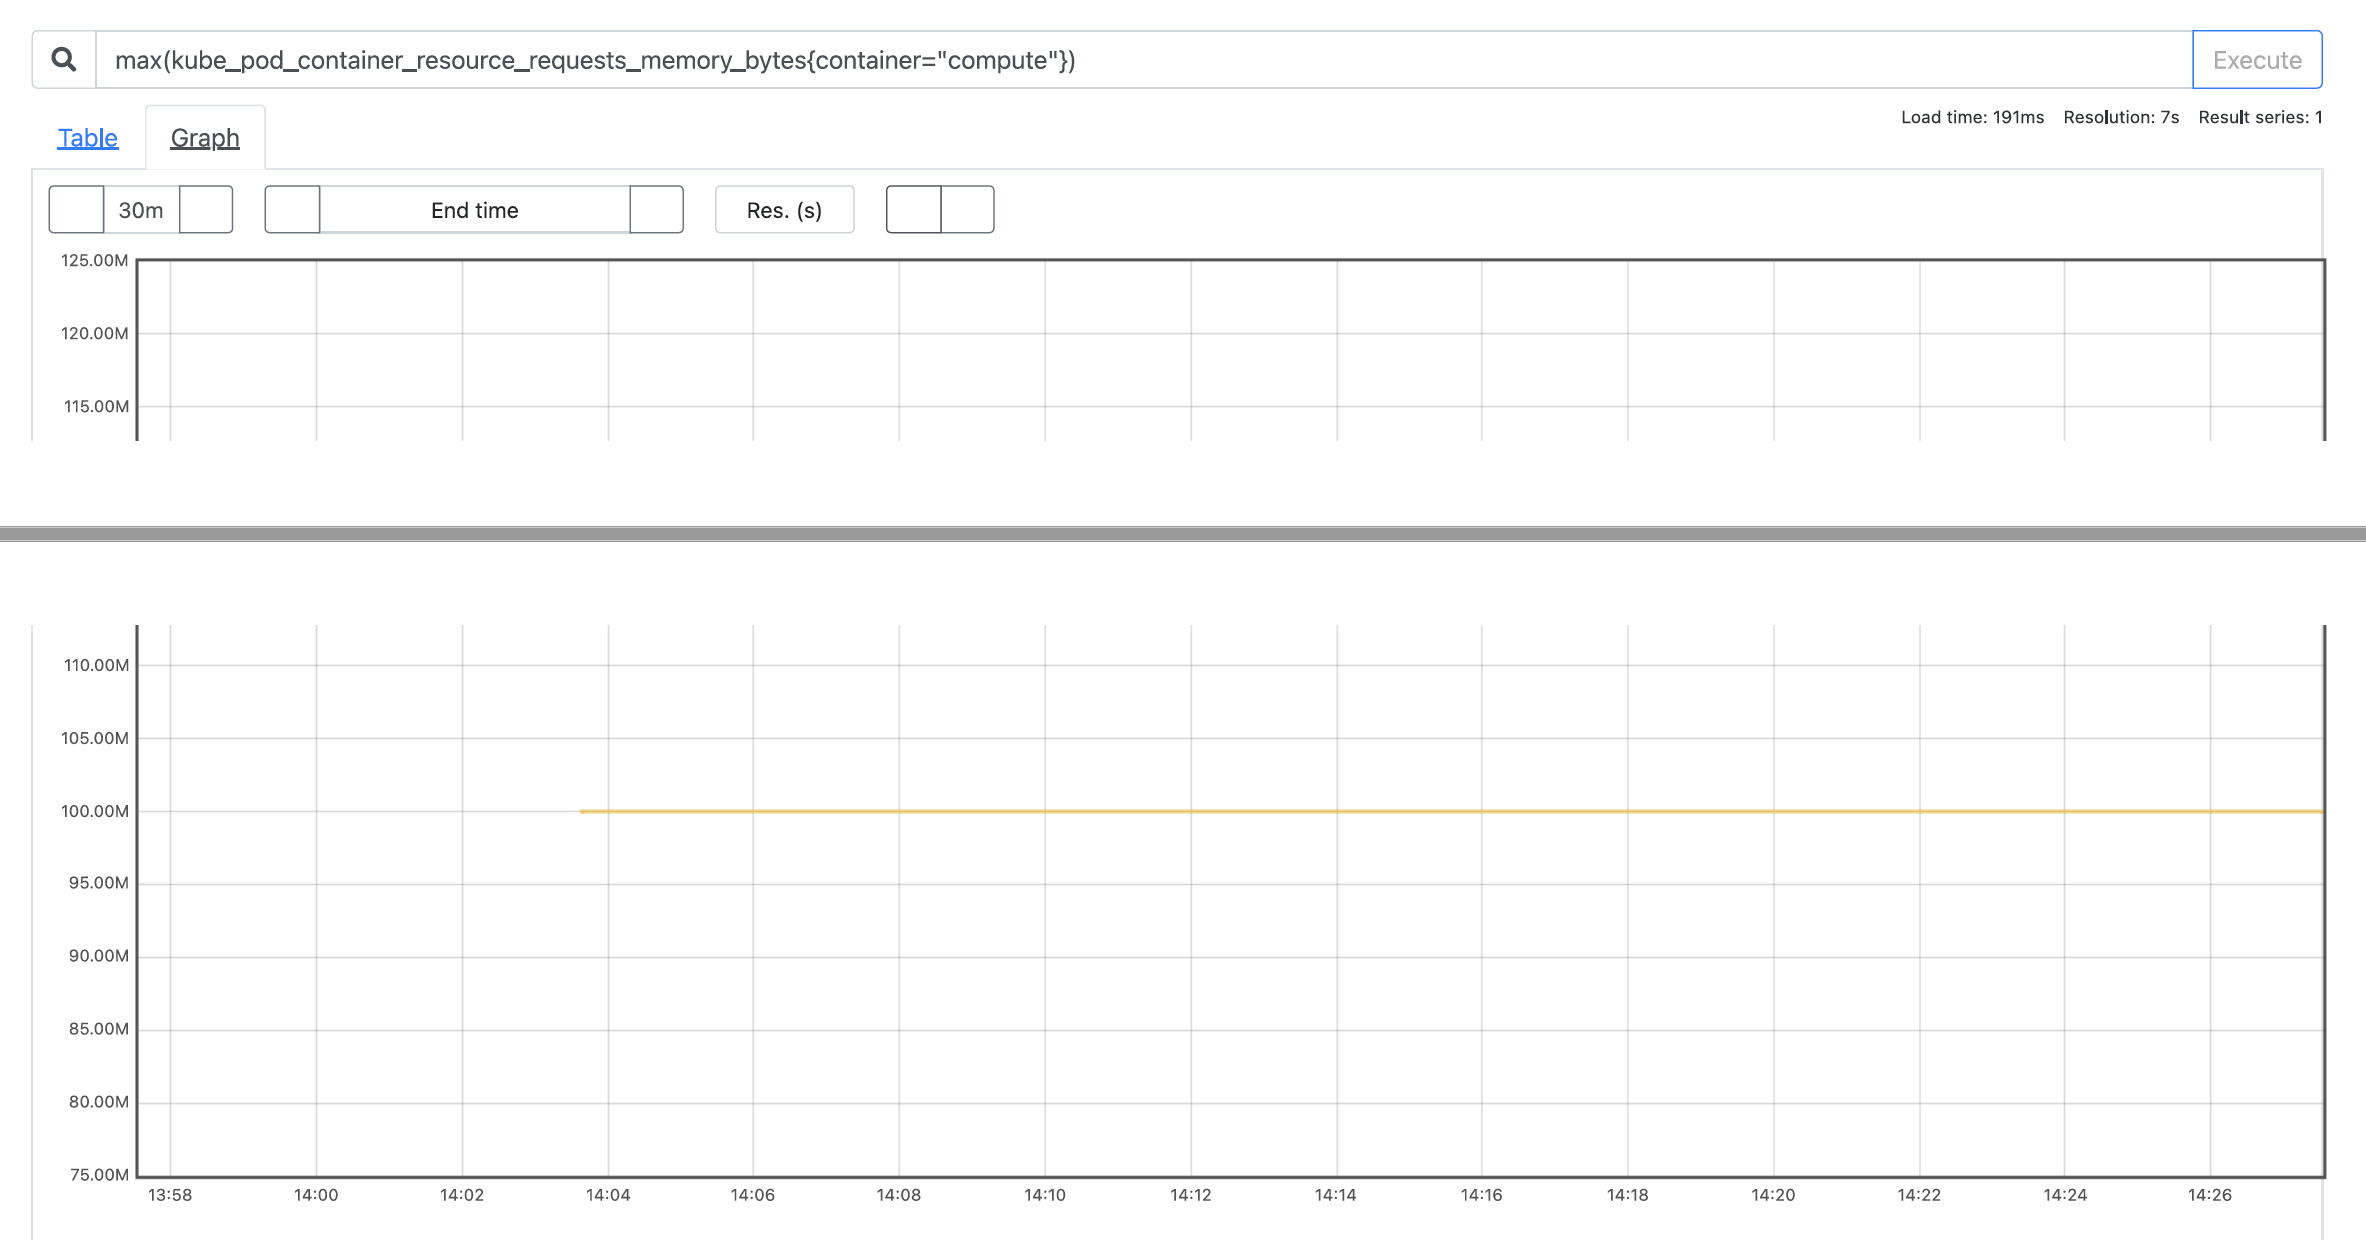 max(kube_pod_container_resource_requests_memory_bytes{container="compute"})
Execute
Table
Graph
Load time: 191ms Resolution: 7s Result series: 1
30m
End time
Res. (s)
125.00M
120.00M
115.00M
110.00M
105.00M
100.00M
95.00M
90.00M
85.00M
80.00M
75.00M
13:58 14:00 14:02 14:04 14:06 14:08 14:10 14:12 14:14 14:16 14:18 14:20 14:22 14:24 14:26